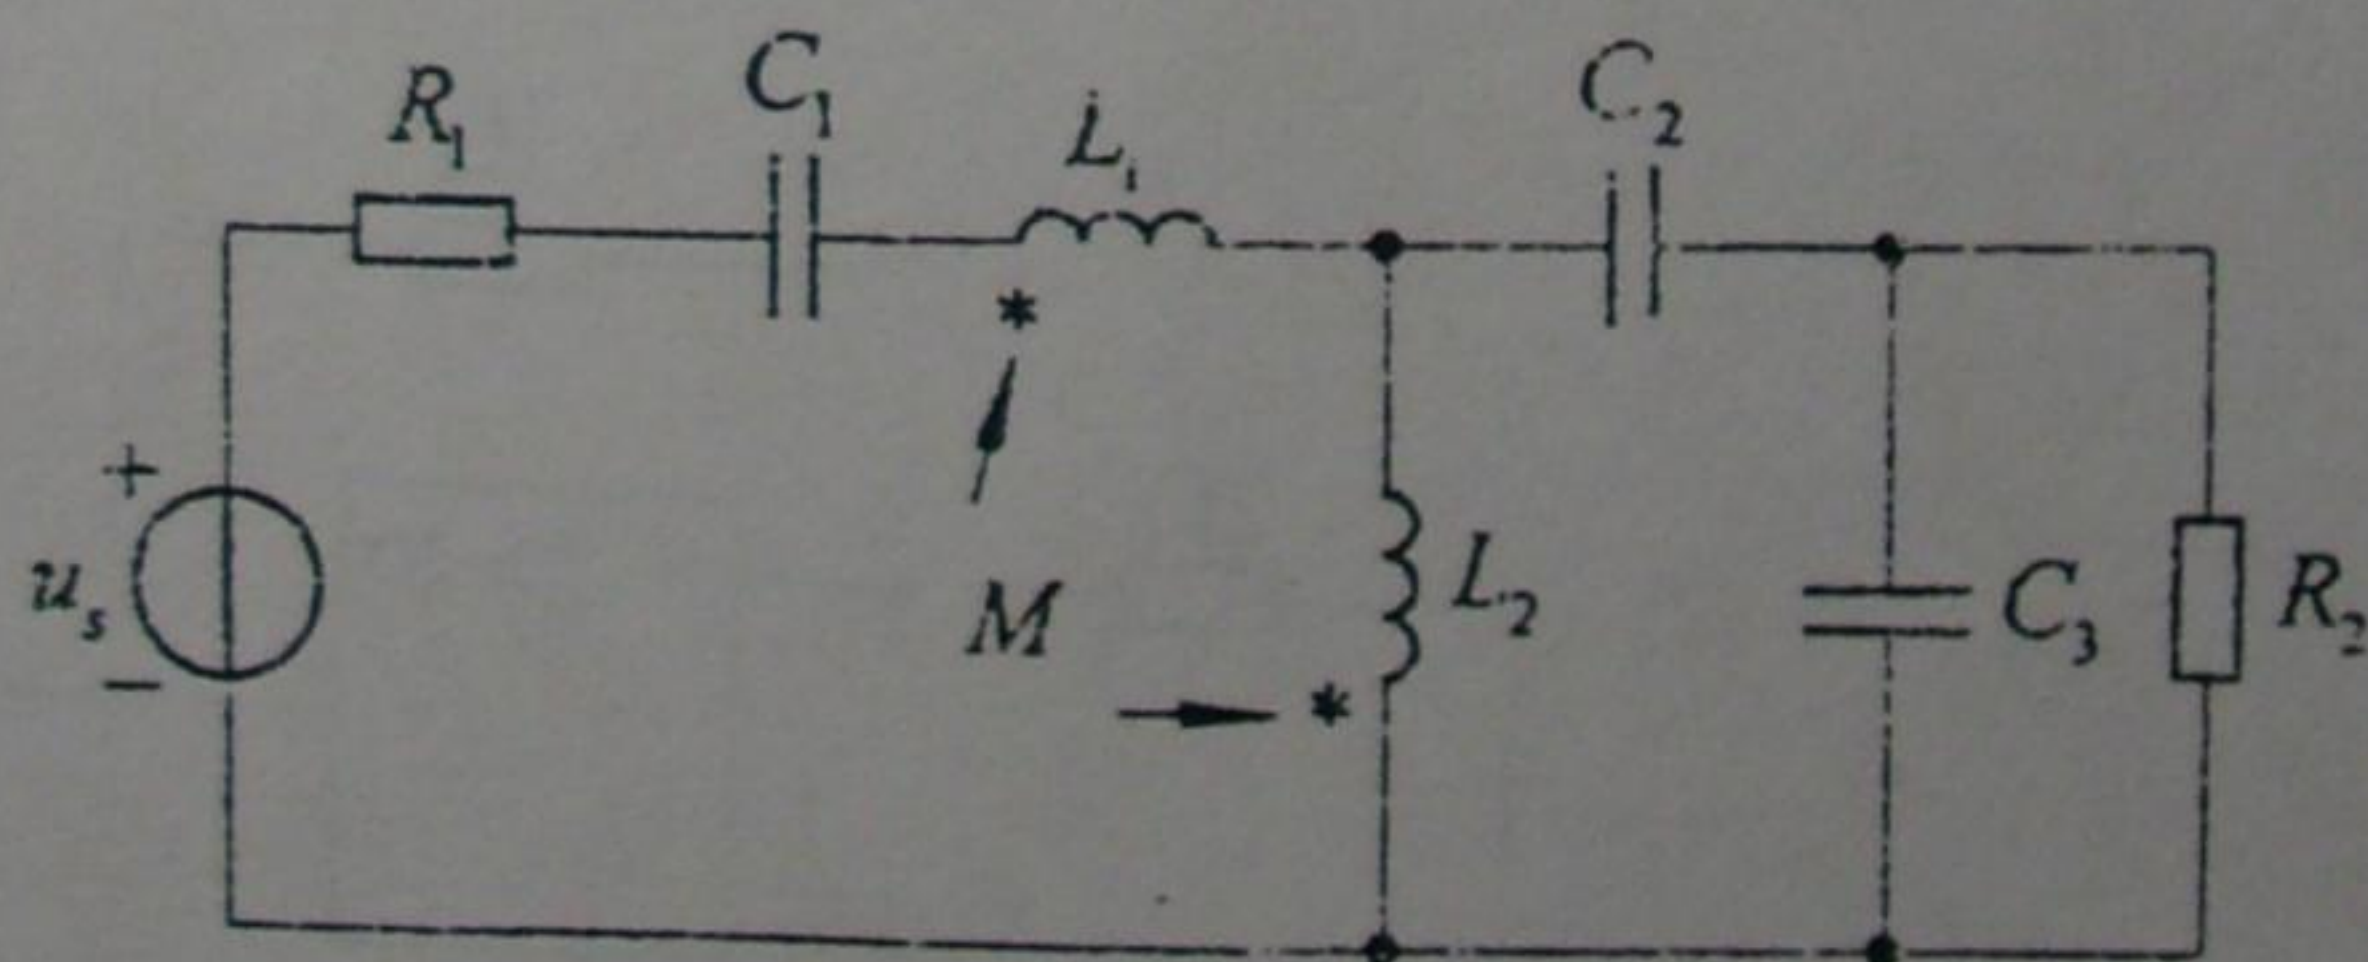 R₁
C₁
L₁
C₂
*
+
uₛ
−
M
L₂
C₃
R₂
*